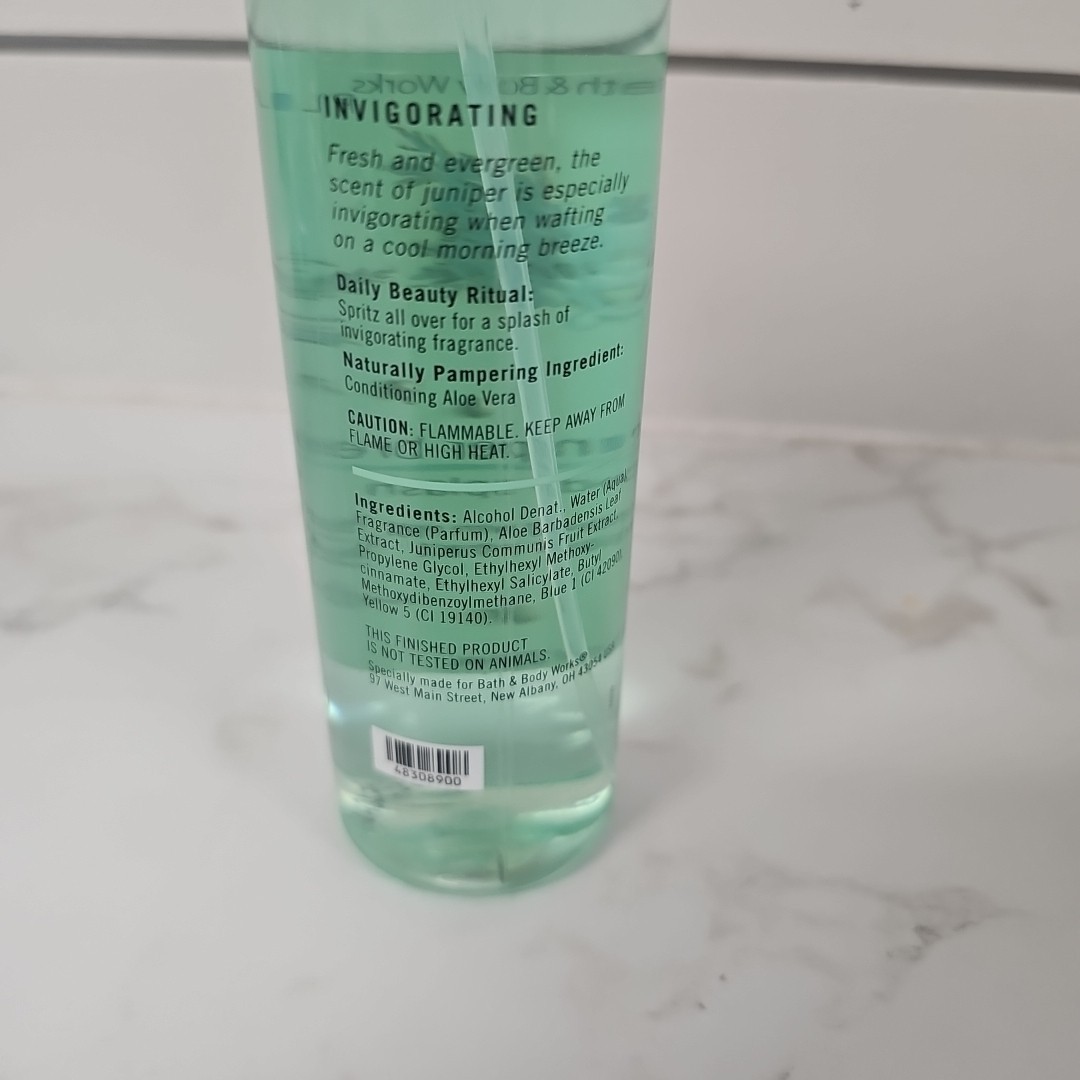 INVIGORATING
Fresh and evergreen, the
scent of juniper is especially
invigorating when wafting
on a cool morning breeze.
Daily Beauty Ritual:
Spritz all over for a splash of
invigorating fragrance.
Naturally Pampering Ingredient:
Conditioning Aloe Vera
CAUTION: FLAMMABLE. KEEP AWAY FROM
FLAME OR HIGH HEAT.
Ingredients: Alcohol Denat., Water (Aqua),
Fragrance (Parfum), Aloe Barbadensis Leaf
Extract, Juniperus Communis Fruit Extract,
Propylene Glycol, Ethylhexyl Methoxy-
cinnamate, Ethylhexyl Salicylate, Butyl
Methoxydibenzoylmethane, Blue 1 (CI 42090),
Yellow 5 (CI 19140).
THIS FINISHED PRODUCT
IS NOT TESTED ON ANIMALS.
Specially made for Bath & Body Works®
97 West Main Street, New Albany, OH 43054
48308900